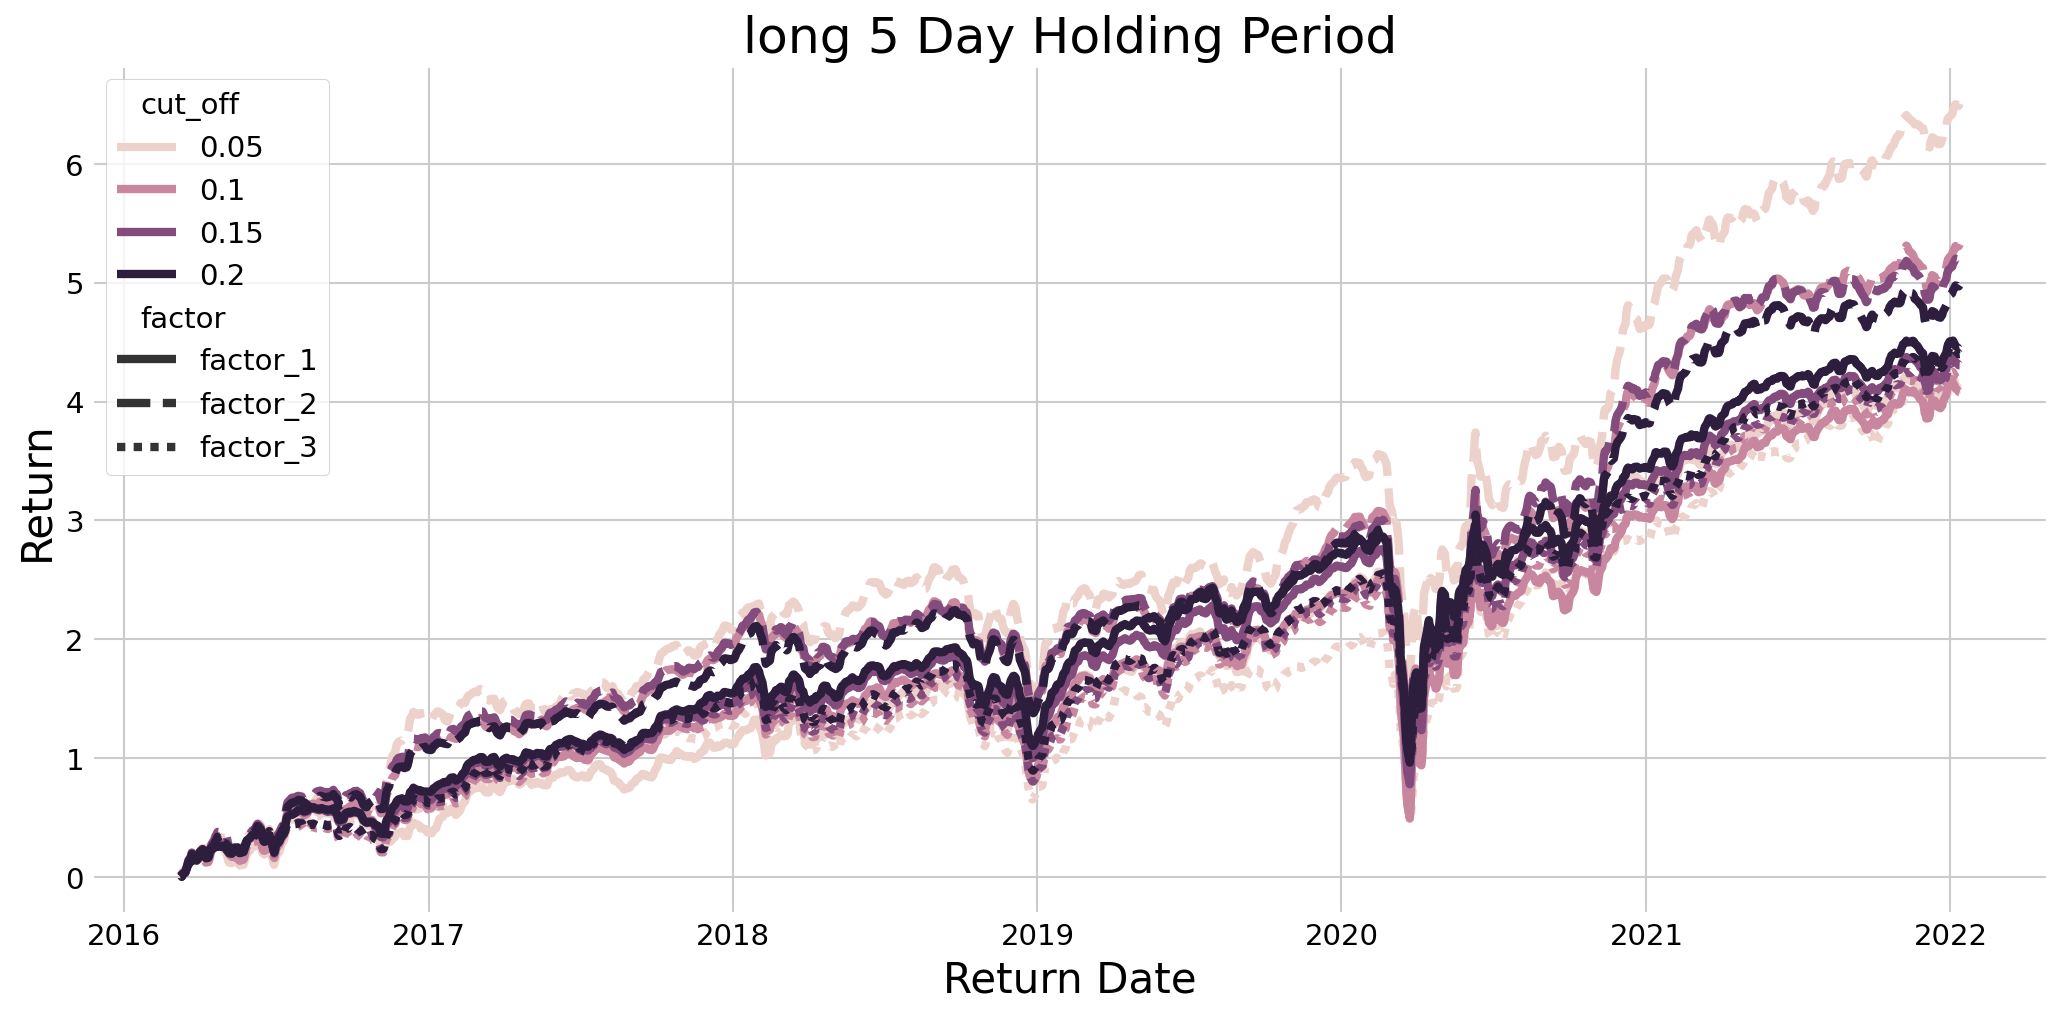 long 5 Day Holding Period
cut_off
0.05
0.1
0.15
0.2
factor
factor_1
factor_2
factor_3
Return
6
5
4
3
2
1
0
2016 2017 2018 2019 2020 2021 2022
Return Date